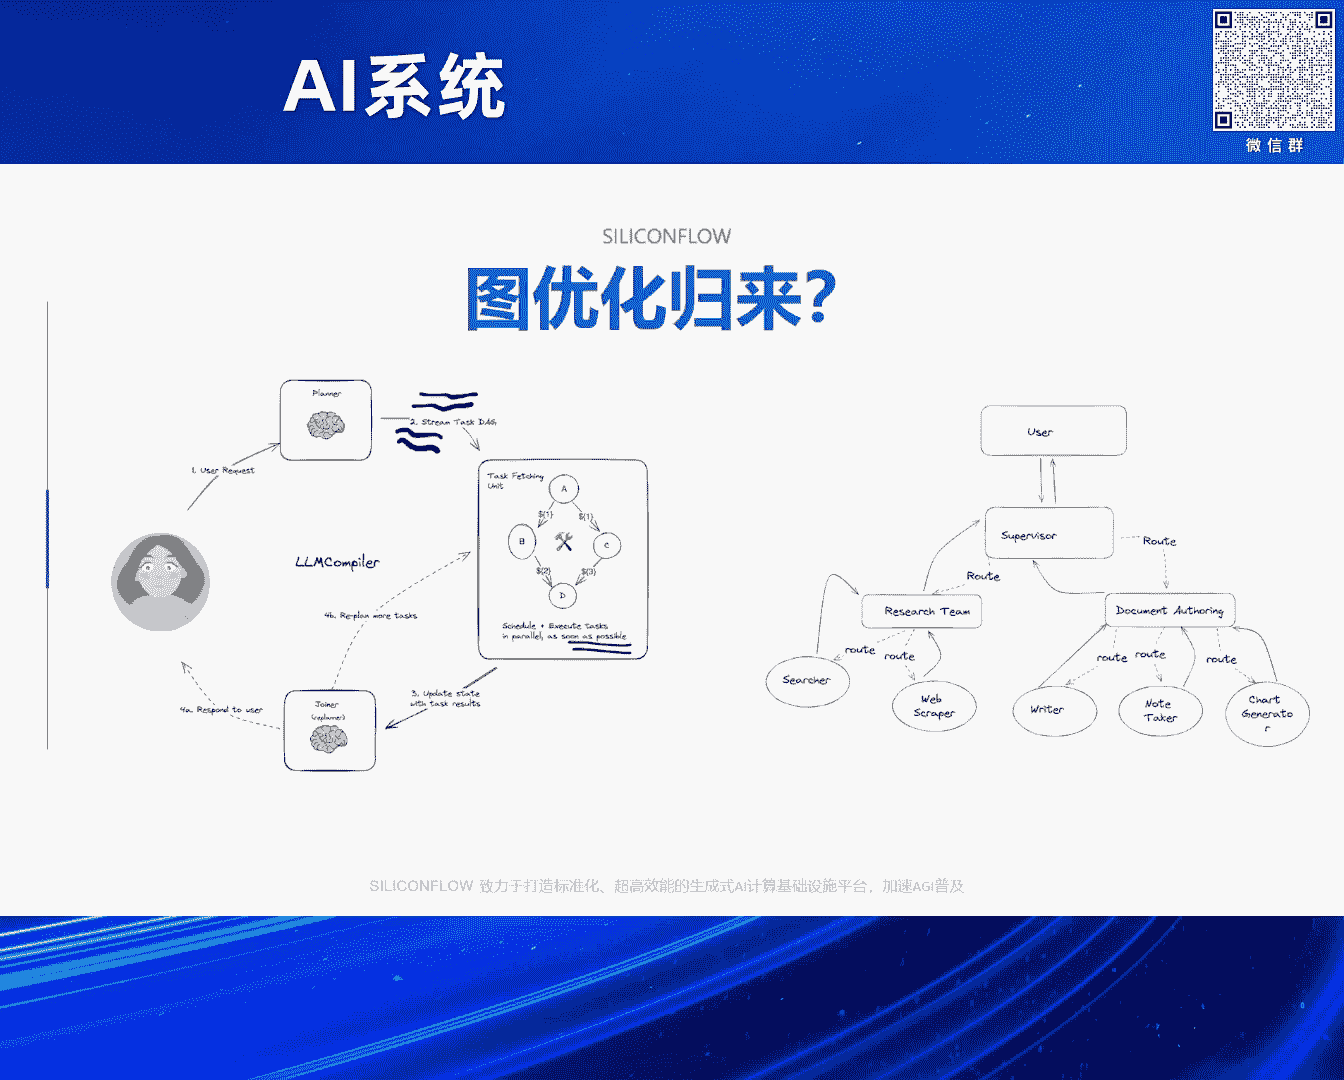 AI系统
微信群
SILICONFLOW
图优化归来？
Planner
2. Stream Task DAG
1. User Request
Task Fetching
Unit
A
$(1)
$(1)
B
C
$(2)
$(3)
D
Schedule + Execute tasks
in parallel, as soon as possible
LLMCompiler
4b. Re-plan more tasks
3. Update state
with task results
4a. Respond to user
Joiner
(replanner)
User
Supervisor
Route
Route
Research Team
Document Authoring
route
route
route
route
route
Searcher
Web
Scraper
Writer
Note
Taker
Chart
Generato
r
SILICONFLOW 致力于打造标准化、超高效能的生成式AI计算基础设施平台，加速AGI普及